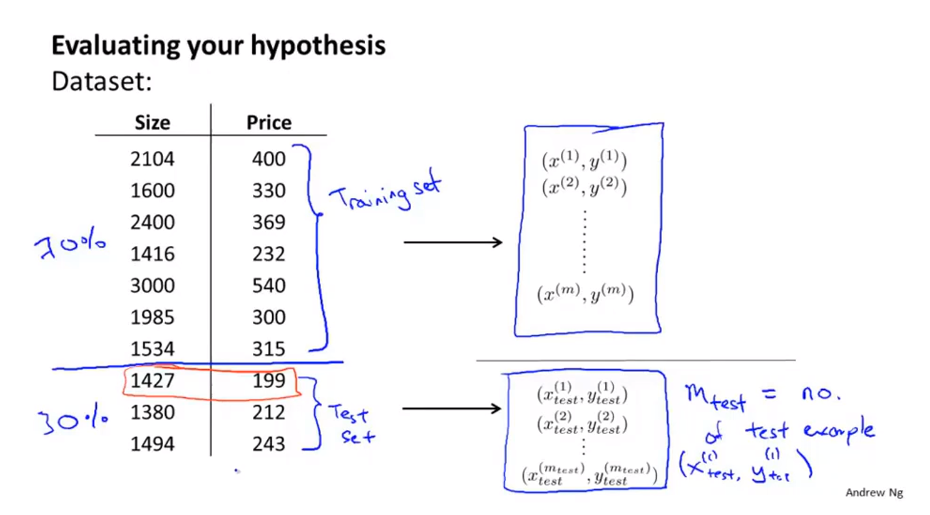 Evaluating your hypothesis
Dataset:
Size Price
2104 400
1600 330
2400 369
1416 232
3000 540
1985 300
1534 315
1427 199
1380 212
1494 243
70%
30%
Training set
Test
set
(x^(1), y^(1))
(x^(2), y^(2))
(x^(m), y^(m))
(x_test^(1), y_test^(1))
(x_test^(2), y_test^(2))
(x_test^(m_test), y_test^(m_test))
m_test = no.
of test example
(x_test^(1), y_test^(1))
Andrew Ng